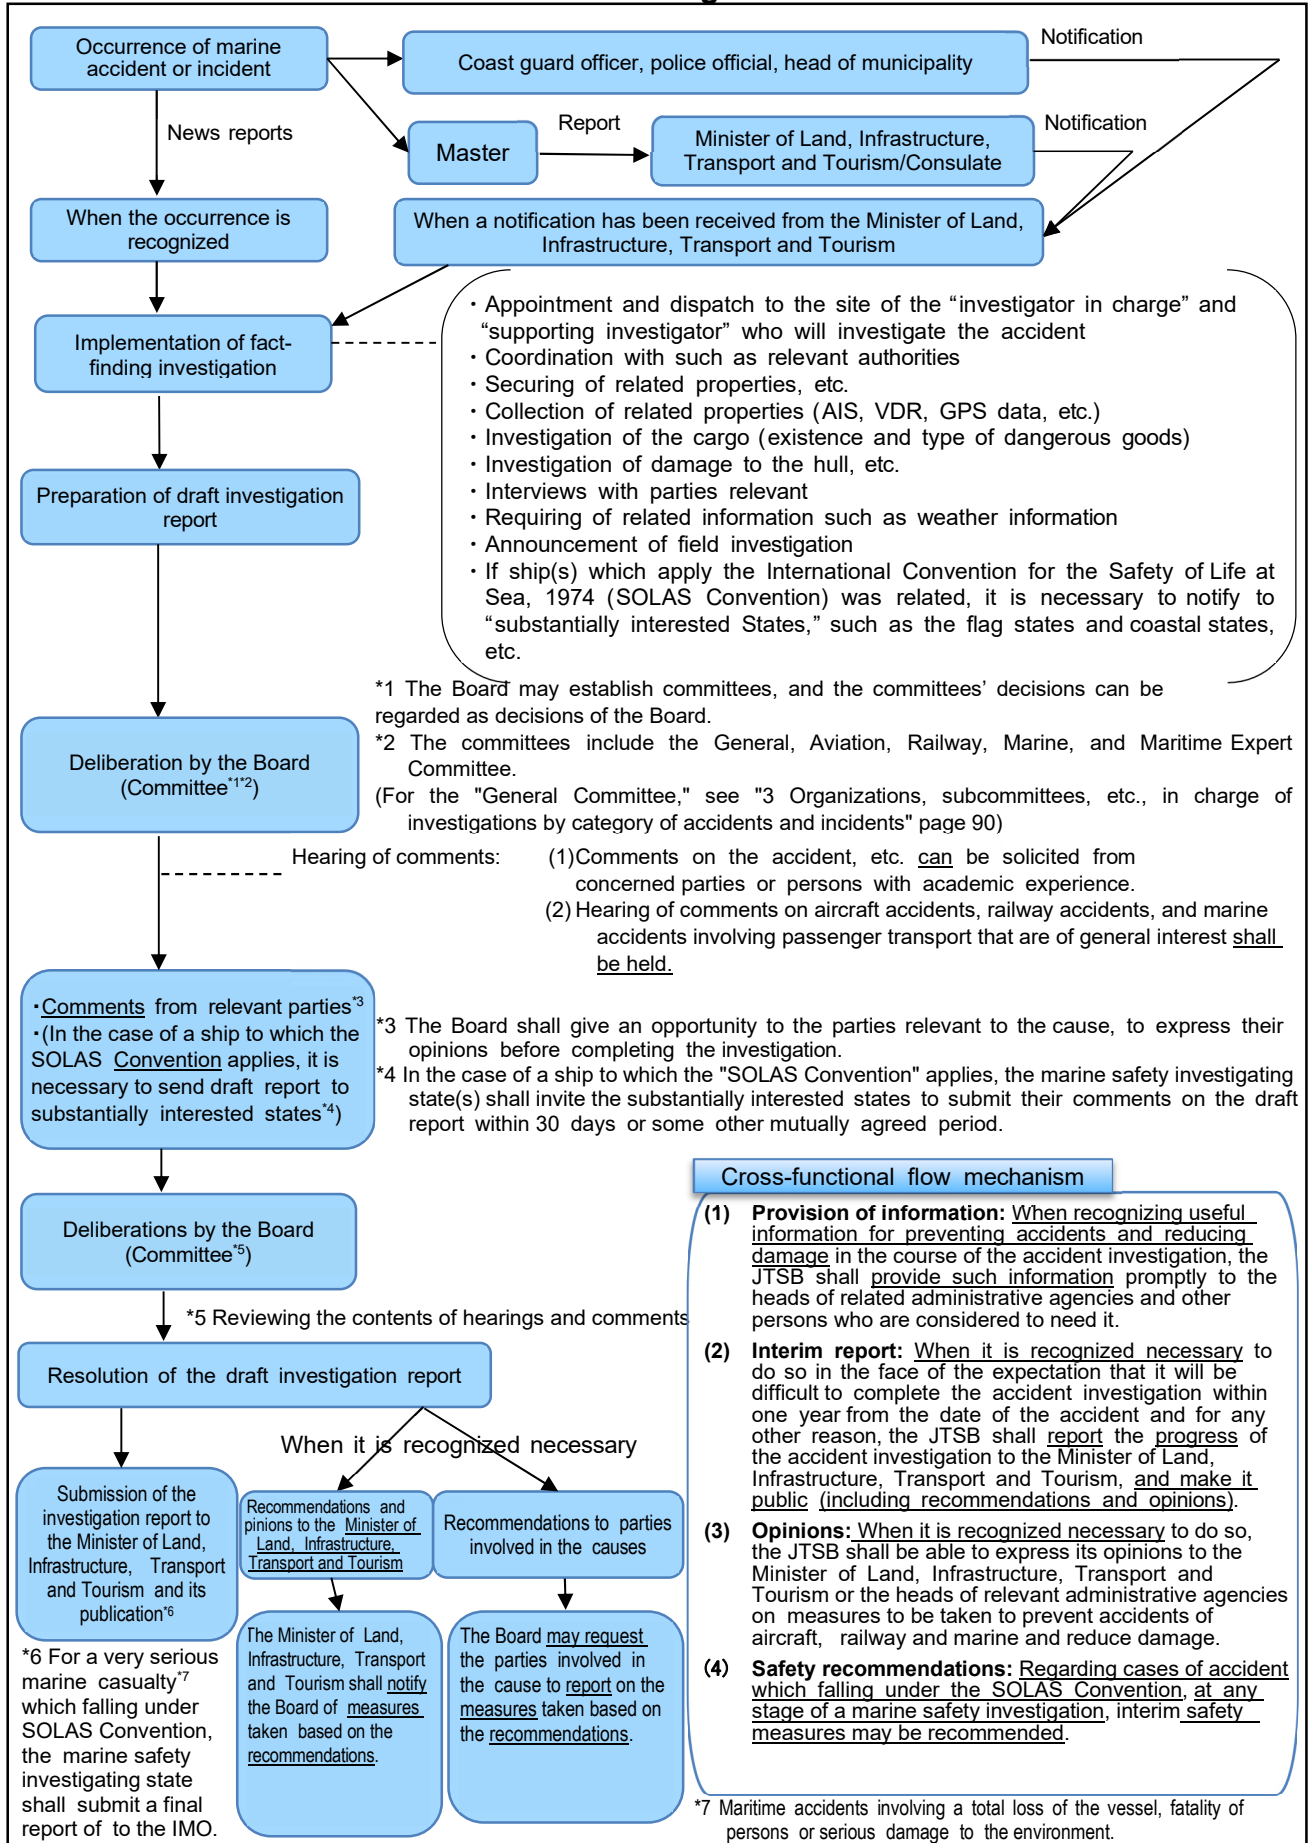 Occurrence of marine
accident or incident
Coast guard officer, police official, head of municipality
Notification
News reports
Master
Report
Minister of Land, Infrastructure,
Transport and Tourism/Consulate
Notification
When the occurrence is
recognized
When a notification has been received from the Minister of Land,
Infrastructure, Transport and Tourism
Implementation of fact-
finding investigation
・Appointment and dispatch to the site of the “investigator in charge” and
“supporting investigator” who will investigate the accident
・Coordination with such as relevant authorities
・Securing of related properties, etc.
・Collection of related properties (AIS, VDR, GPS data, etc.)
・Investigation of the cargo (existence and type of dangerous goods)
・Investigation of damage to the hull, etc.
・Interviews with parties relevant
・Requiring of related information such as weather information
・Announcement of field investigation
・If ship(s) which apply the International Convention for the Safety of Life at
Sea, 1974 (SOLAS Convention) was related, it is necessary to notify to
“substantially interested States,” such as the flag states and coastal states,
etc.
Preparation of draft investigation
report
*1 The Board may establish committees, and the committees’ decisions can be
regarded as decisions of the Board.
*2 The committees include the General, Aviation, Railway, Marine, and Maritime Expert
Committee.
(For the "General Committee," see "3 Organizations, subcommittees, etc., in charge of
investigations by category of accidents and incidents" page 90)
Deliberation by the Board
(Committee*1*2)
Hearing of comments:
(1)Comments on the accident, etc. can be solicited from
concerned parties or persons with academic experience.
(2) Hearing of comments on aircraft accidents, railway accidents, and marine
accidents involving passenger transport that are of general interest shall
be held.
・Comments from relevant parties*3
・(In the case of a ship to which the
SOLAS Convention applies, it is
necessary to send draft report to
substantially interested states*4)
*3 The Board shall give an opportunity to the parties relevant to the cause, to express their
opinions before completing the investigation.
*4 In the case of a ship to which the "SOLAS Convention" applies, the marine safety investigating
state(s) shall invite the substantially interested states to submit their comments on the draft
report within 30 days or some other mutually agreed period.
Deliberations by the Board
(Committee*5)
*5 Reviewing the contents of hearings and comments
Resolution of the draft investigation report
When it is recognized necessary
Submission of the
investigation report to
the Minister of Land,
Infrastructure, Transport
and Tourism and its
publication*6
Recommendations and
pinions to the Minister of
Land, Infrastructure,
Transport and Tourism
Recommendations to parties
involved in the causes
The Minister of Land,
Infrastructure, Transport
and Tourism shall notify
the Board of measures
taken based on the
recommendations.
The Board may request
the parties involved in
the cause to report on the
measures taken based on
the recommendations.
*6 For a very serious
marine casualty*7
which falling under
SOLAS Convention,
the marine safety
investigating state
shall submit a final
report of to the IMO.
Cross-functional flow mechanism
(1) Provision of information: When recognizing useful
information for preventing accidents and reducing
damage in the course of the accident investigation, the
JTSB shall provide such information promptly to the
heads of related administrative agencies and other
persons who are considered to need it.
(2) Interim report: When it is recognized necessary to
do so in the face of the expectation that it will be
difficult to complete the accident investigation within
one year from the date of the accident and for any
other reason, the JTSB shall report the progress of
the accident investigation to the Minister of Land,
Infrastructure, Transport and Tourism, and make it
public (including recommendations and opinions).
(3) Opinions: When it is recognized necessary to do so,
the JTSB shall be able to express its opinions to the
Minister of Land, Infrastructure, Transport and
Tourism or the heads of relevant administrative agencies
on measures to be taken to prevent accidents of
aircraft, railway and marine and reduce damage.
(4) Safety recommendations: Regarding cases of accident
which falling under the SOLAS Convention, at any
stage of a marine safety investigation, interim safety
measures may be recommended.
*7 Maritime accidents involving a total loss of the vessel, fatality of
persons or serious damage to the environment.